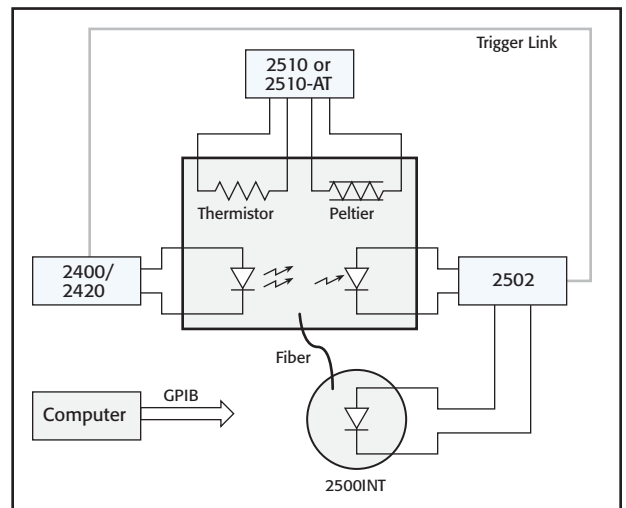 Trigger Link
2510 or
2510-AT
Thermistor
Peltier
2400/
2420
2502
Fiber
GPIB
Computer
2500INT